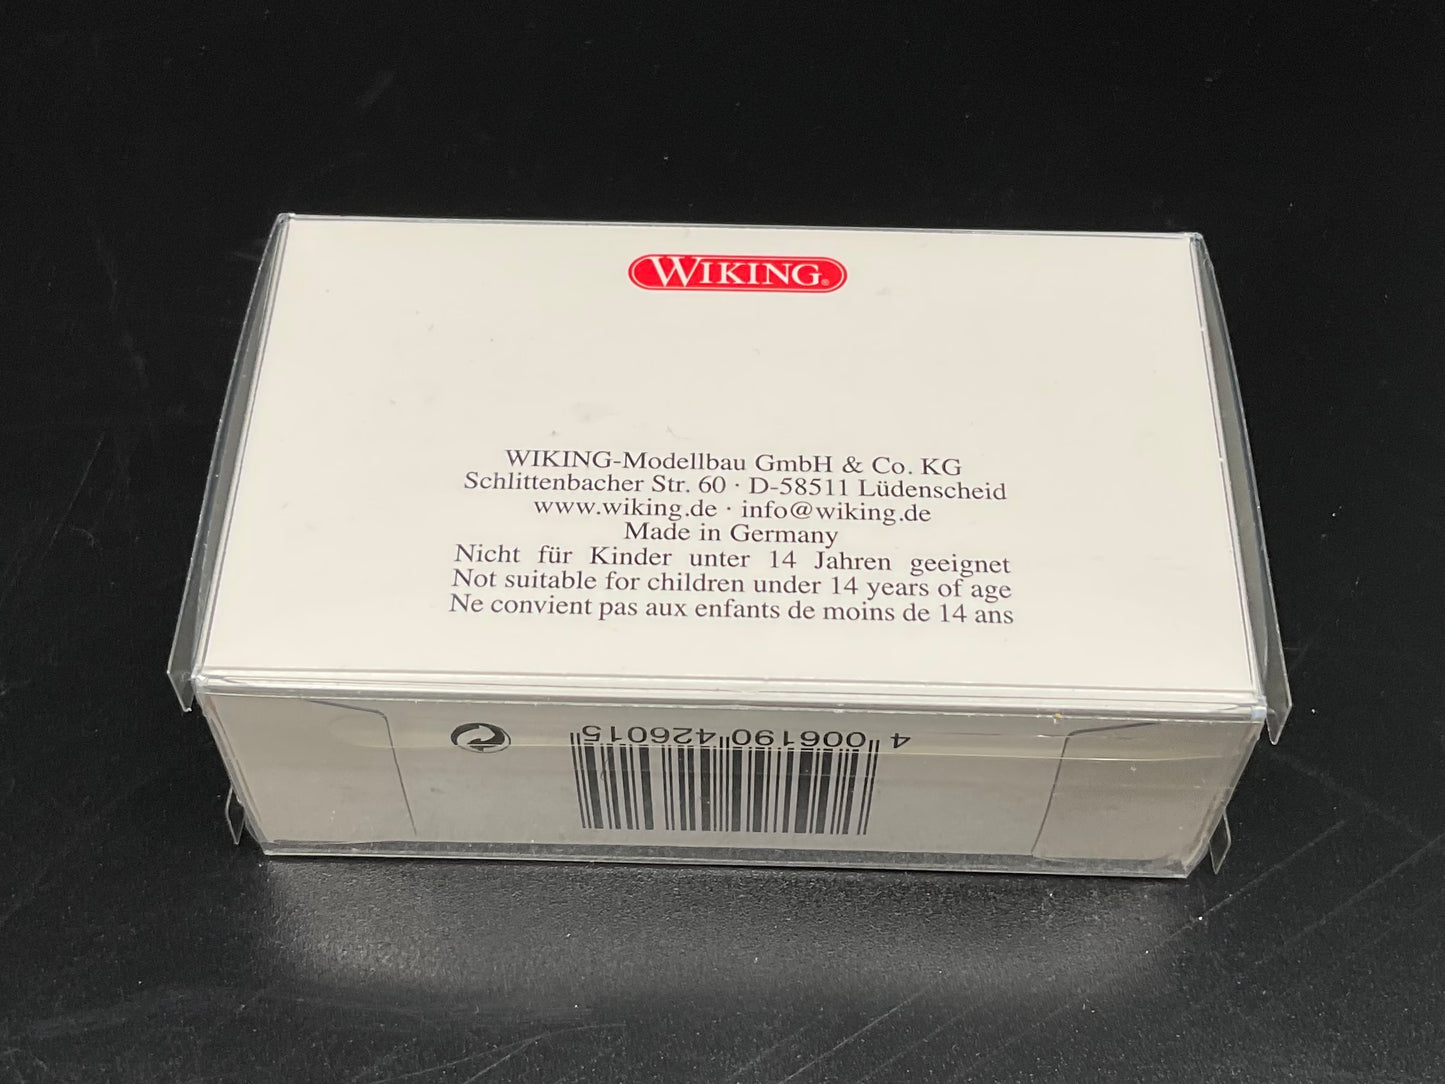 WIKING®
WIKING-Modellbau GmbH & Co. KG
Schlittenbacher Str. 60 · D-58511 Lüdenscheid
www.wiking.de · info@wiking.de
Made in Germany
Nicht für Kinder unter 14 Jahren geeignet
Not suitable for children under 14 years of age
Ne convient pas aux enfants de moins de 14 ans
4 006190 426015